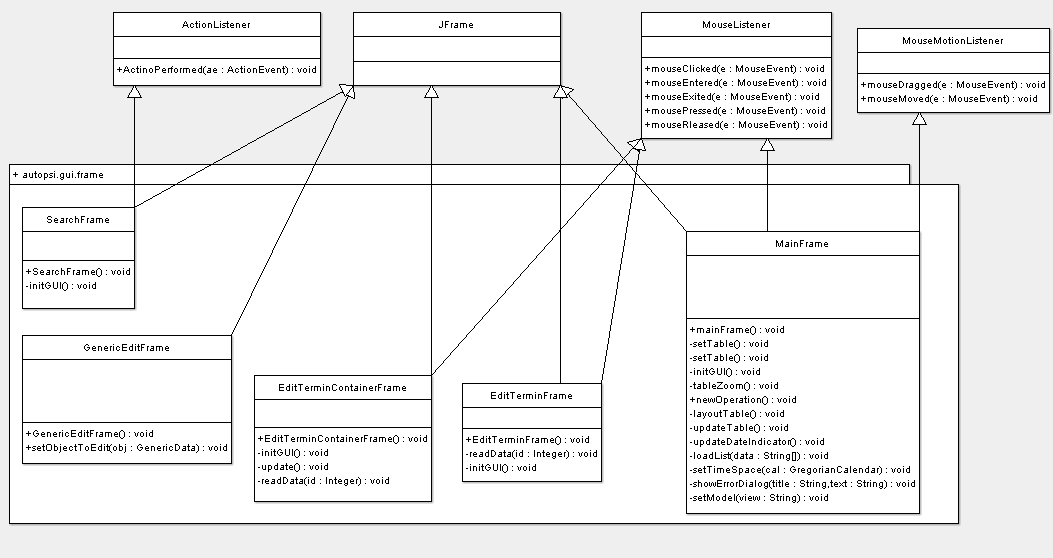 ActionListener
+ActinoPerformed(ae : ActionEvent) : void
JFrame
MouseListener
+mouseClicked(e : MouseEvent) : void
+mouseEntered(e : MouseEvent) : void
+mouseExited(e : MouseEvent) : void
+mousePressed(e : MouseEvent) : void
+mouseRleased(e : MouseEvent) : void
MouseMotionListener
+mouseDragged(e : MouseEvent) : void
+mouseMoved(e : MouseEvent) : void
+ autopsi.gui.frame
SearchFrame
+SearchFrame() : void
-initGUI() : void
GenericEditFrame
+GenericEditFrame() : void
+setObjectToEdit(obj : GenericData) : void
EditTerminContainerFrame
+EditTerminContainerFrame() : void
-initGUI() : void
-update() : void
-readData(id : Integer) : void
EditTerminFrame
+EditTerminFrame() : void
-readData(id : Integer) : void
-initGUI() : void
MainFrame
+mainFrame() : void
-setTable() : void
-setTable() : void
-initGUI() : void
-tableZoom() : void
+newOperation() : void
-layoutTable() : void
-updateTable() : void
-updateDateIndicator() : void
-loadList(data : String[]) : void
-setTimeSpace(cal : GregorianCalendar) : void
-showErrorDialog(title : String,text : String) : void
-setModel(view : String) : void